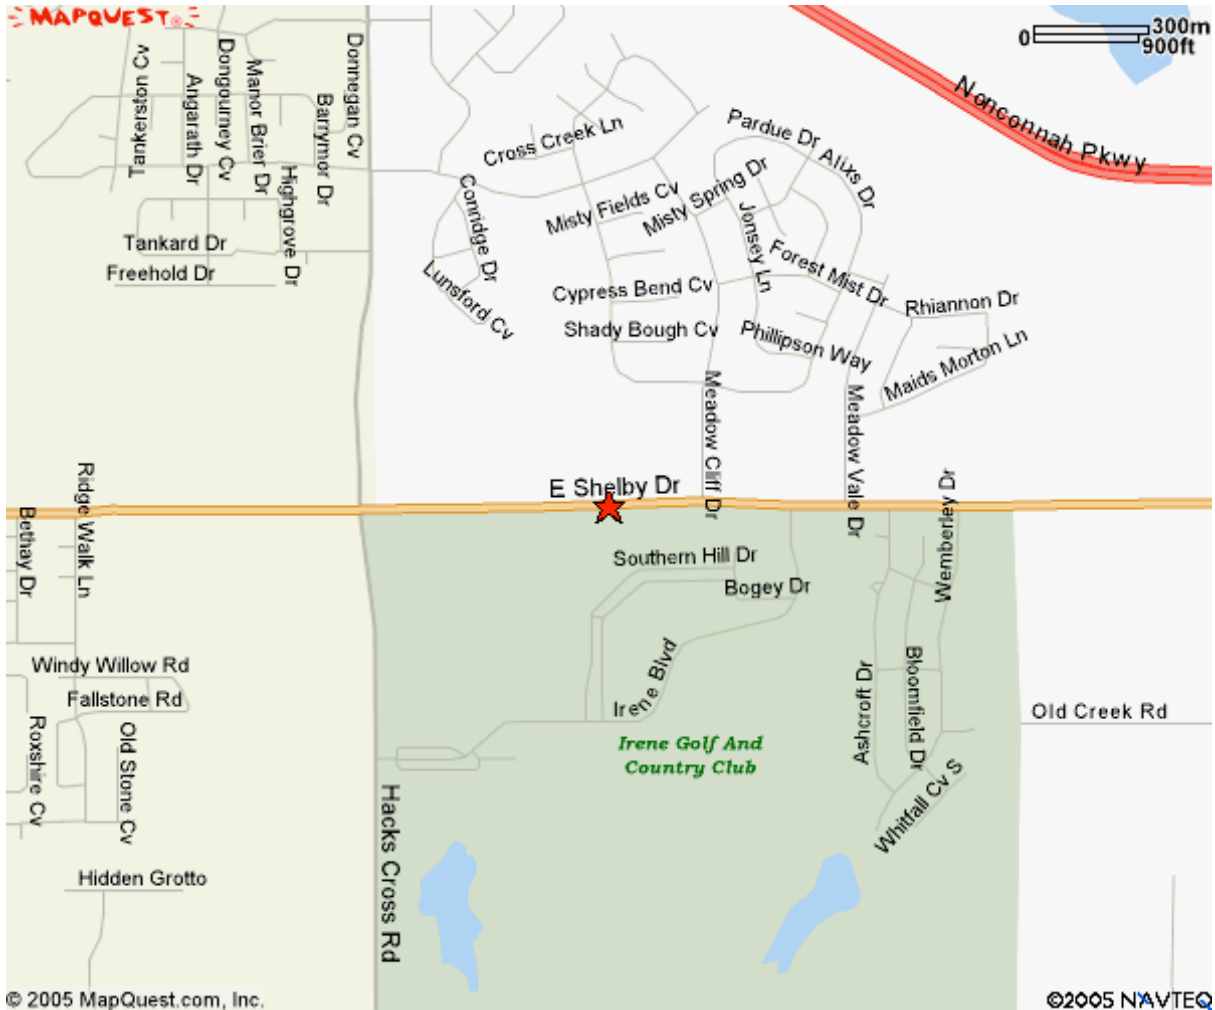 MAPQUEST®
0
300m
900ft
Nonconnah Pkwy
Tankerston Cv
Angarath Dr
Dongourney Cv
Manor Brier Dr
Highgrove Dr
Barrymor Dr
Donnegan Cv
Cross Creek Ln
Pardue Dr
Alixs Dr
Conridge Dr
Misty Fields Cv
Misty Spring Dr
Jonsey Ln
Tankard Dr
Freehold Dr
Lunsford Cv
Cypress Bend Cv
Forest Mist Dr
Rhiannon Dr
Shady Bough Cv
Phillipson Way
Maids Morton Ln
Meadow Cliff Dr
Meadow Vale Dr
E Shelby Dr
Ridge Walk Ln
Bethay Dr
Wemberley Dr
Southern Hill Dr
Bogey Dr
Windy Willow Rd
Fallstone Rd
Irene Blvd
Ashcroft Dr
Bloomfield Dr
Old Creek Rd
Roxshire Cv
Old Stone Cv
Irene Golf And
Country Club
Whitfall Cv S
Hacks Cross Rd
Hidden Grotto
© 2005 MapQuest.com, Inc.
©2005 NAVTEQ